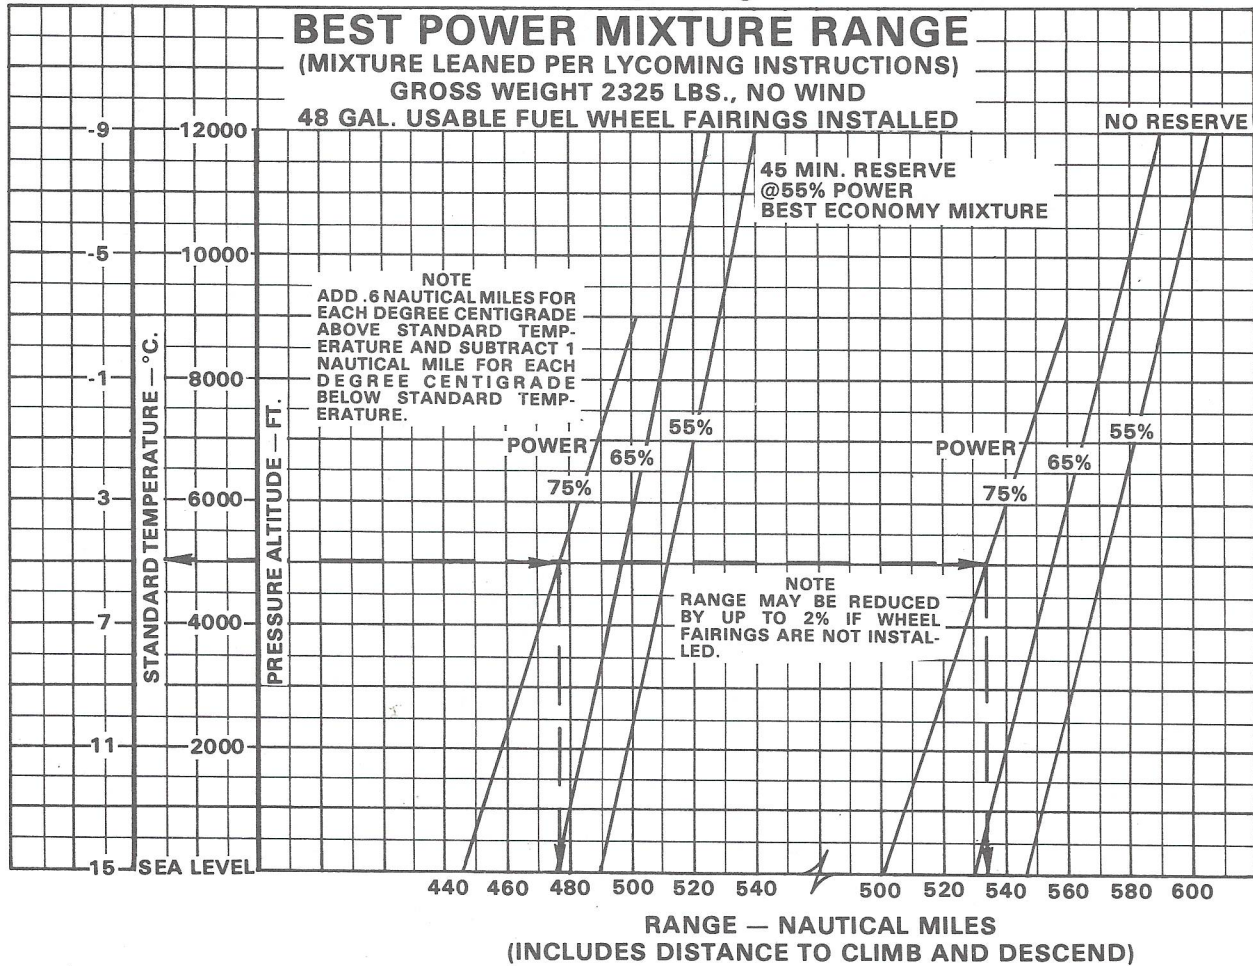 BEST POWER MIXTURE RANGE
(MIXTURE LEANED PER LYCOMING INSTRUCTIONS)
GROSS WEIGHT 2325 LBS., NO WIND
48 GAL. USABLE FUEL WHEEL FAIRINGS INSTALLED
-9
12000
NO RESERVE
45 MIN. RESERVE
@55% POWER
BEST ECONOMY MIXTURE
-5
10000
NOTE
ADD .6 NAUTICAL MILES FOR
EACH DEGREE CENTIGRADE
ABOVE STANDARD TEMP-
ERATURE AND SUBTRACT 1
NAUTICAL MILE FOR EACH
DEGREE CENTIGRADE
BELOW STANDARD TEMP-
ERATURE.
-1
8000
STANDARD TEMPERATURE — °C.
PRESSURE ALTITUDE — FT.
POWER
75%
65%
55%
POWER
75%
65%
55%
3
6000
NOTE
RANGE MAY BE REDUCED
BY UP TO 2% IF WHEEL
FAIRINGS ARE NOT INSTAL-
LED.
7
4000
11
2000
15
SEA LEVEL
440 460 480 500 520 540 500 520 540 560 580 600
RANGE — NAUTICAL MILES
(INCLUDES DISTANCE TO CLIMB AND DESCEND)